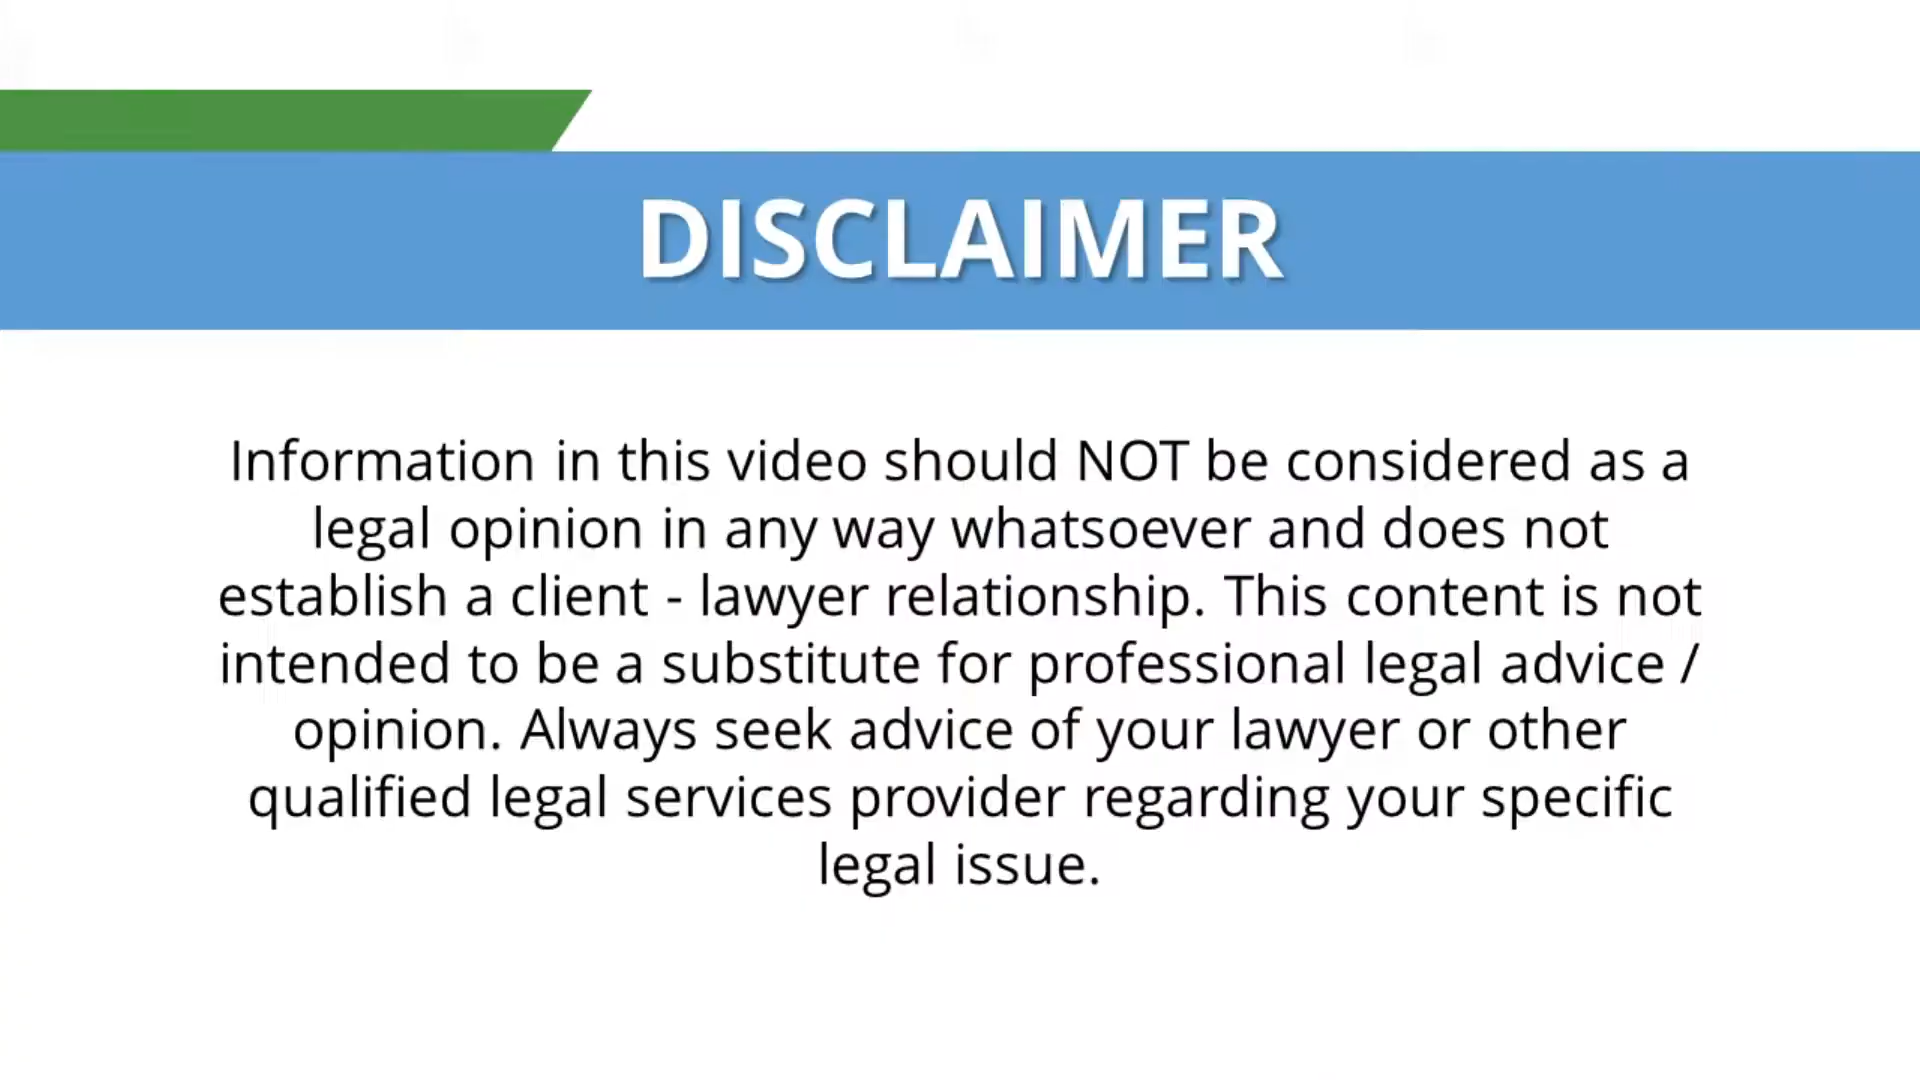 DISCLAIMER
Information in this video should NOT be considered as a
legal opinion in any way whatsoever and does not
establish a client - lawyer relationship. This content is not
intended to be a substitute for professional legal advice /
opinion. Always seek advice of your lawyer or other
qualified legal services provider regarding your specific
legal issue.